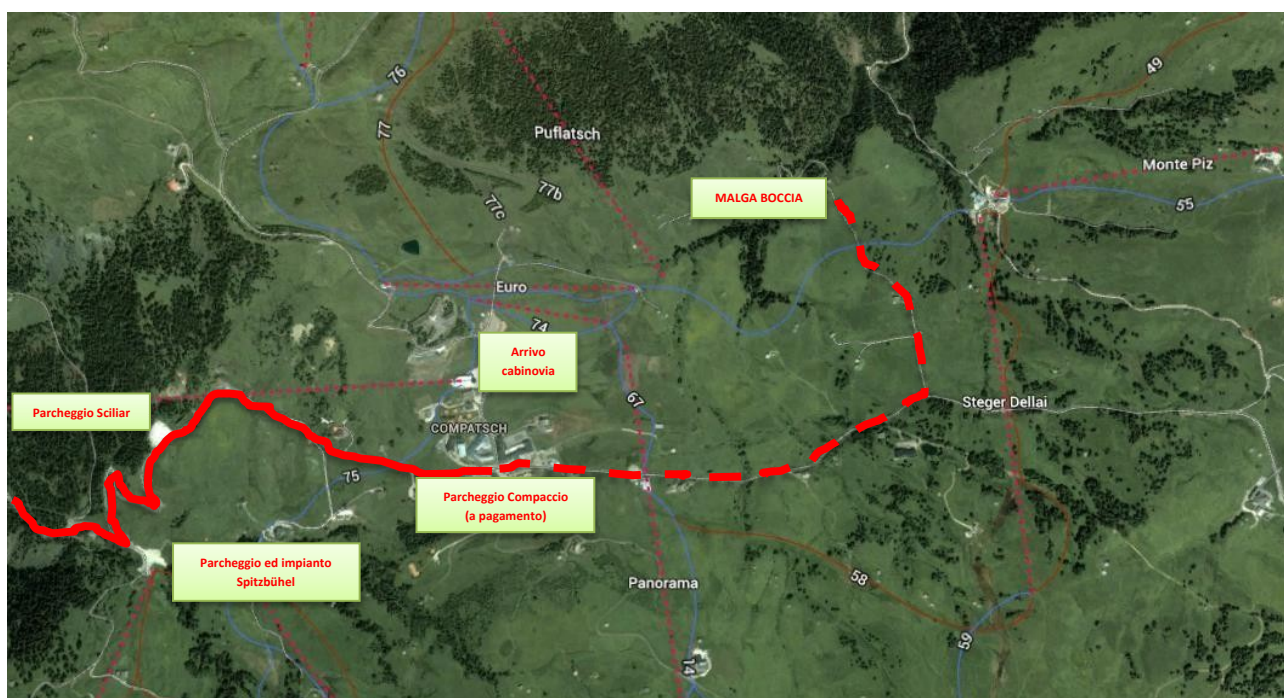 76
49
77
Puflatsch
Monte Piz
77b
MALGA BOCCIA
55
77c
Euro
74
Arrivo
cabinovia
67
Parcheggio Sciliar
Steger Dellai
COMPATSCH
75
Parcheggio Compaccio
(a pagamento)
Parcheggio ed impianto
Spitzbühel
Panorama
58
59
14